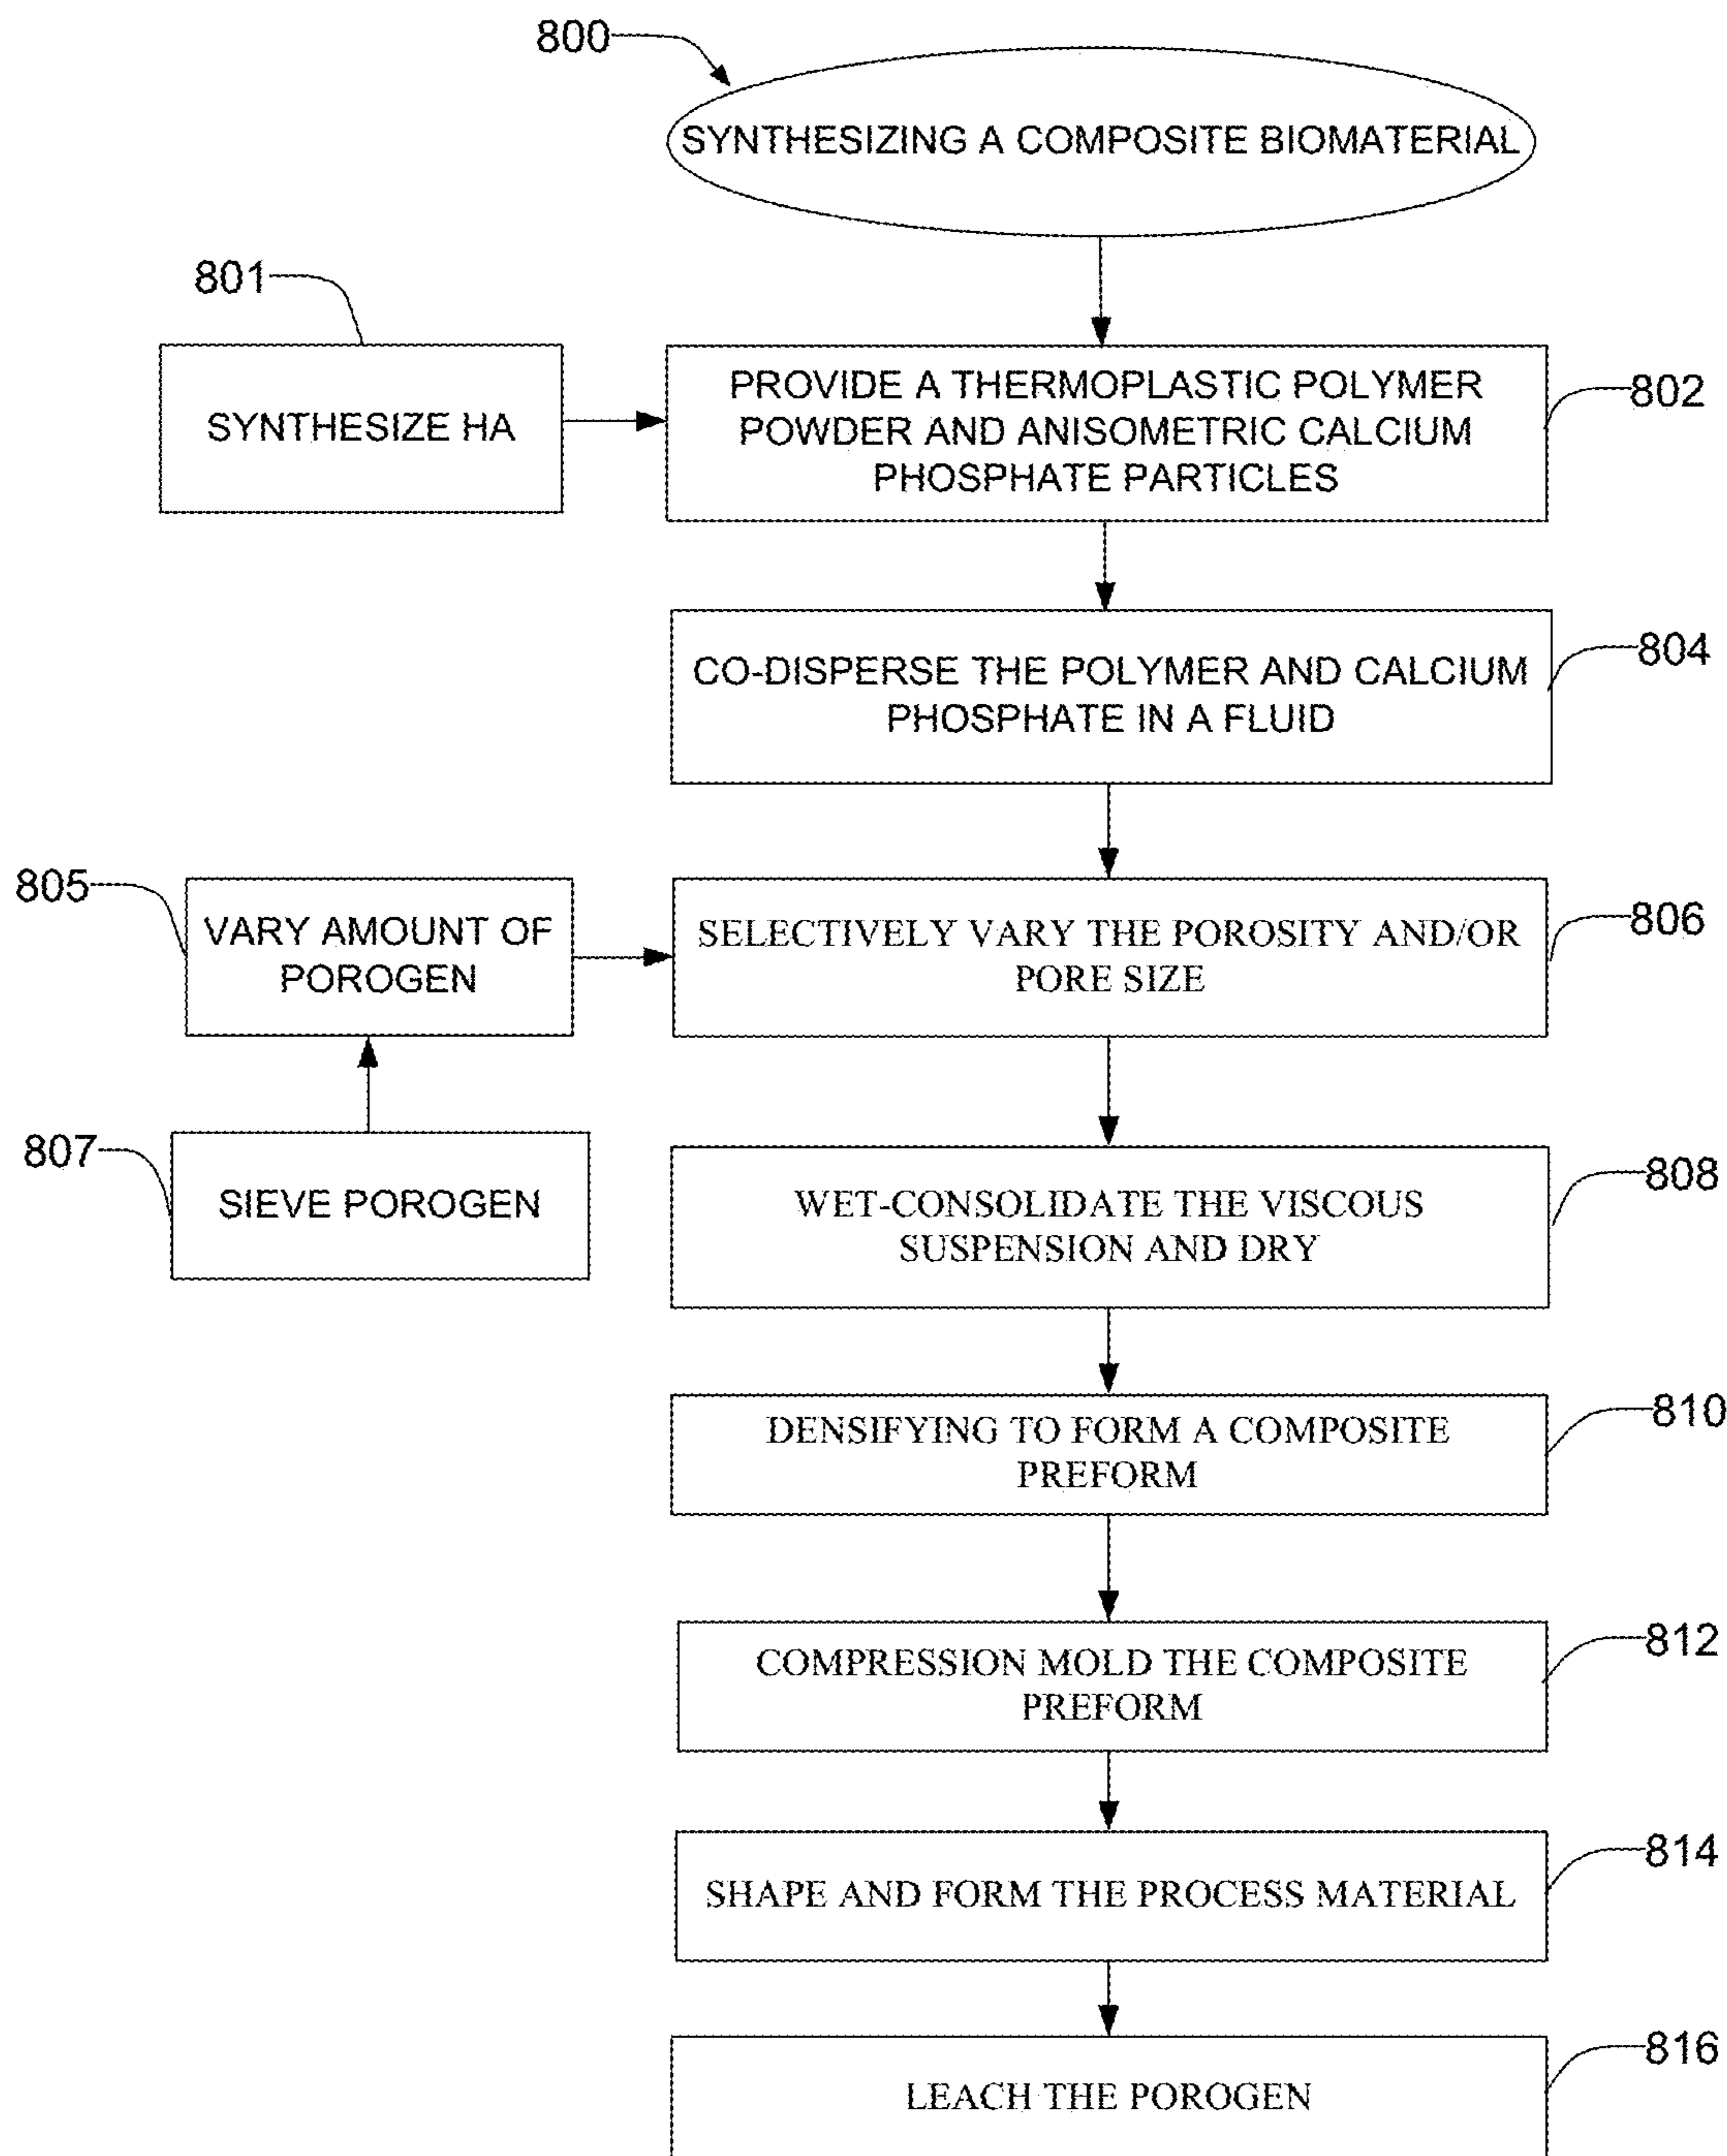 800
SYNTHESIZING A COMPOSITE BIOMATERIAL
801
SYNTHESIZE HA
PROVIDE A THERMOPLASTIC POLYMER
POWDER AND ANISOMETRIC CALCIUM
PHOSPHATE PARTICLES
802
CO-DISPERSE THE POLYMER AND CALCIUM
PHOSPHATE IN A FLUID
804
805
VARY AMOUNT OF
POROGEN
SELECTIVELY VARY THE POROSITY AND/OR
PORE SIZE
806
807
SIEVE POROGEN
WET-CONSOLIDATE THE VISCOUS
SUSPENSION AND DRY
808
DENSIFYING TO FORM A COMPOSITE
PREFORM
810
COMPRESSION MOLD THE COMPOSITE
PREFORM
812
SHAPE AND FORM THE PROCESS MATERIAL
814
LEACH THE POROGEN
816